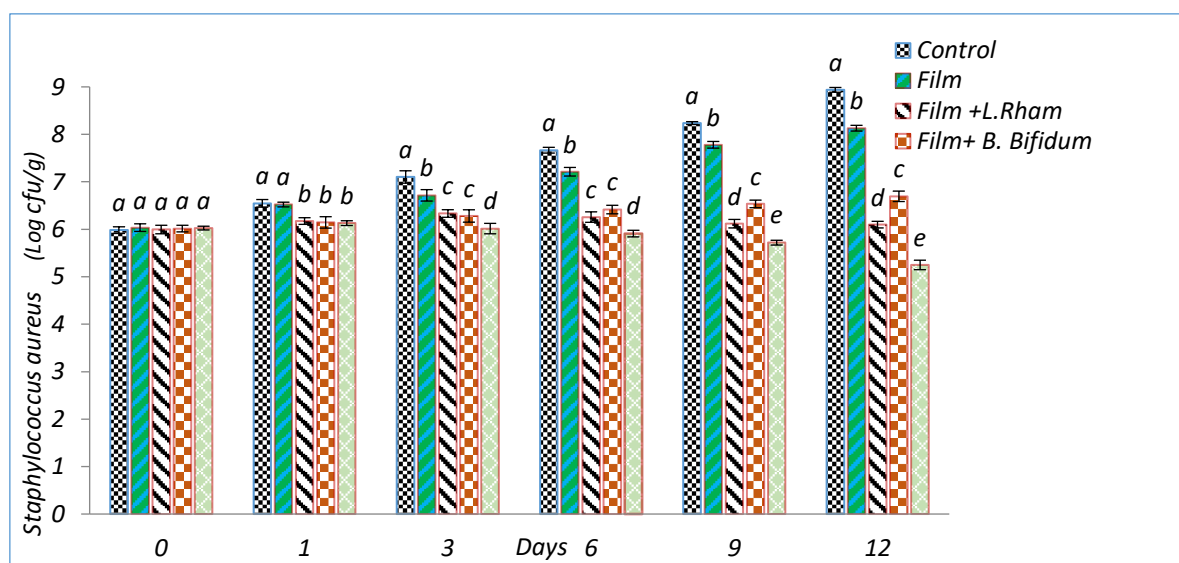 Control
Film
Film +L.Rham
Film+ B. Bifidum
Staphylococcus aureus (Log cfu/g)
9
8
7
6
5
4
3
2
1
0
a a a a a
a a b b b
a b c c d
a b c c d
a b d c e
a b d c e
0 1 3 Days 6 9 12